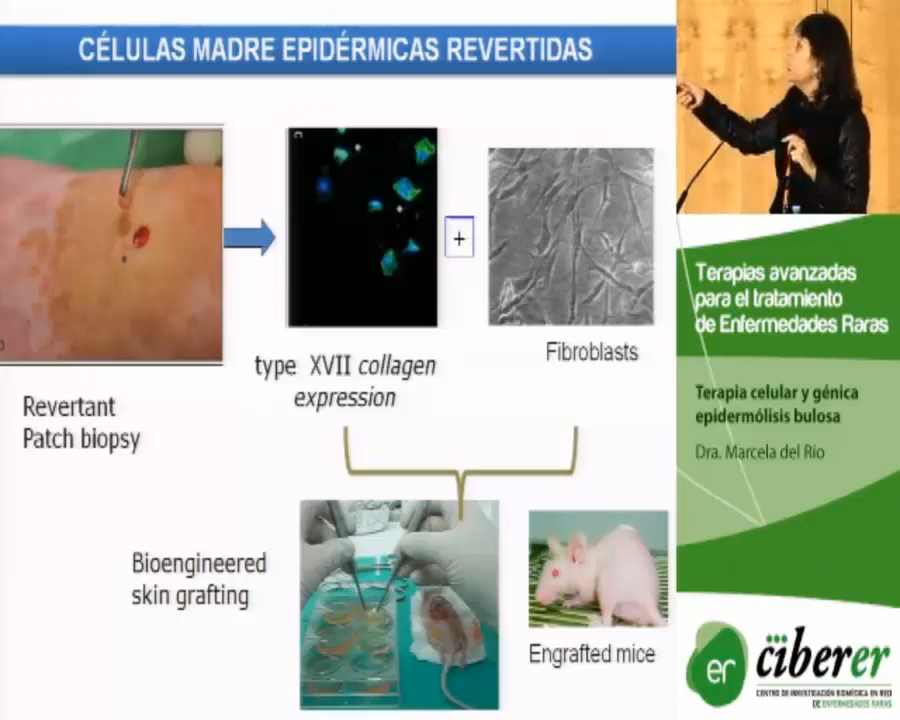 CÉLULAS MADRE EPIDÉRMICAS REVERTIDAS
C
+
type XVII collagen
expression
Fibroblasts
Revertant
Patch biopsy
Bioengineered
skin grafting
Engrafted mice
Terapias avanzadas
para el tratamiento
de Enfermedades Raras
Terapia celular y génica
epidermólisis bulosa
Dra. Marcela del Río
er
ciberer
CENTRO DE INVESTIGACIÓN BIOMÉDICA EN RED
DE ENFERMEDADES RARAS